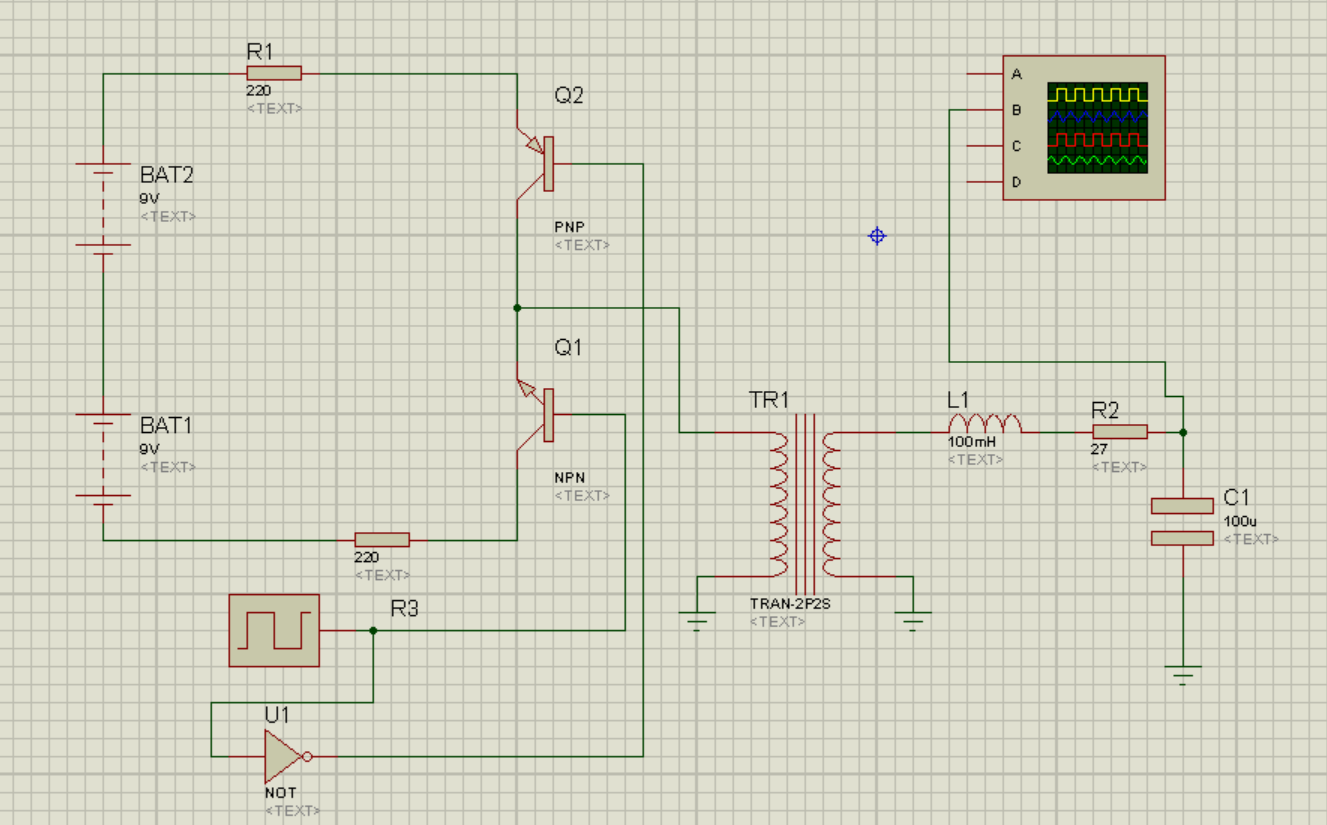 R1
220
<TEXT>
Q2
A
B
C
D
BAT2
9V
<TEXT>
PNP
<TEXT>
Q1
BAT1
9V
<TEXT>
NPN
<TEXT>
TR1
TRAN-2P2S
<TEXT>
L1
100mH
<TEXT>
R2
27
<TEXT>
C1
100u
<TEXT>
220
<TEXT>
R3
U1
NOT
<TEXT>